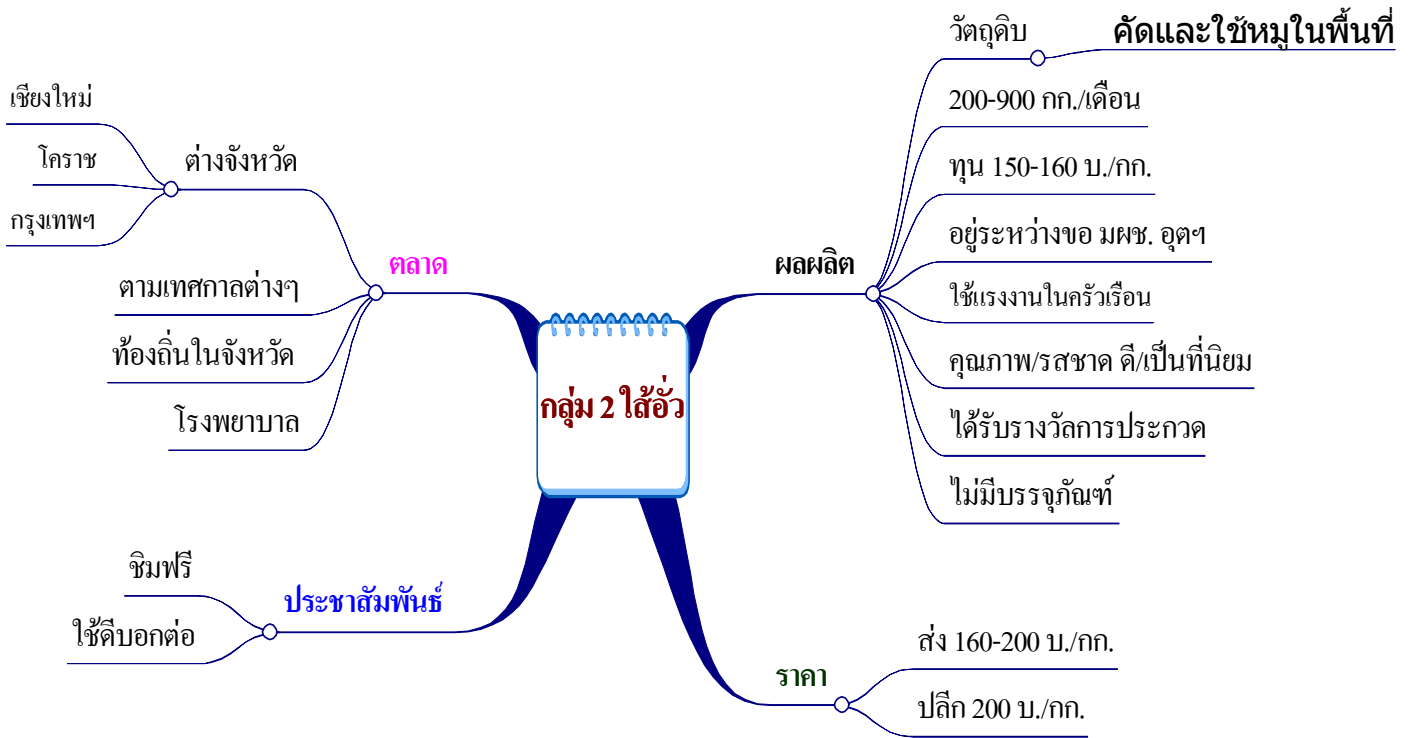 กลุ่ม 2 ใส้อั่ว
ผลผลิต
วัตถุดิบ
คัดและใช้หมูในพื้นที่
200-900 กก./เดือน
ทุน 150-160 บ./กก.
อยู่ระหว่างขอ มผช. อุตฯ
ใช้แรงงานในครัวเรือน
คุณภาพ/รสชาด ดี/เป็นที่นิยม
ได้รับรางวัลการประกวด
ไม่มีบรรจุภัณฑ์
ราคา
ส่ง 160-200 บ./กก.
ปลีก 200 บ./กก.
ประชาสัมพันธ์
ชิมฟรี
ใช้ดีบอกต่อ
ตลาด
ต่างจังหวัด
เชียงใหม่
โคราช
กรุงเทพฯ
ตามเทศกาลต่างๆ
ท้องถิ่นในจังหวัด
โรงพยาบาล